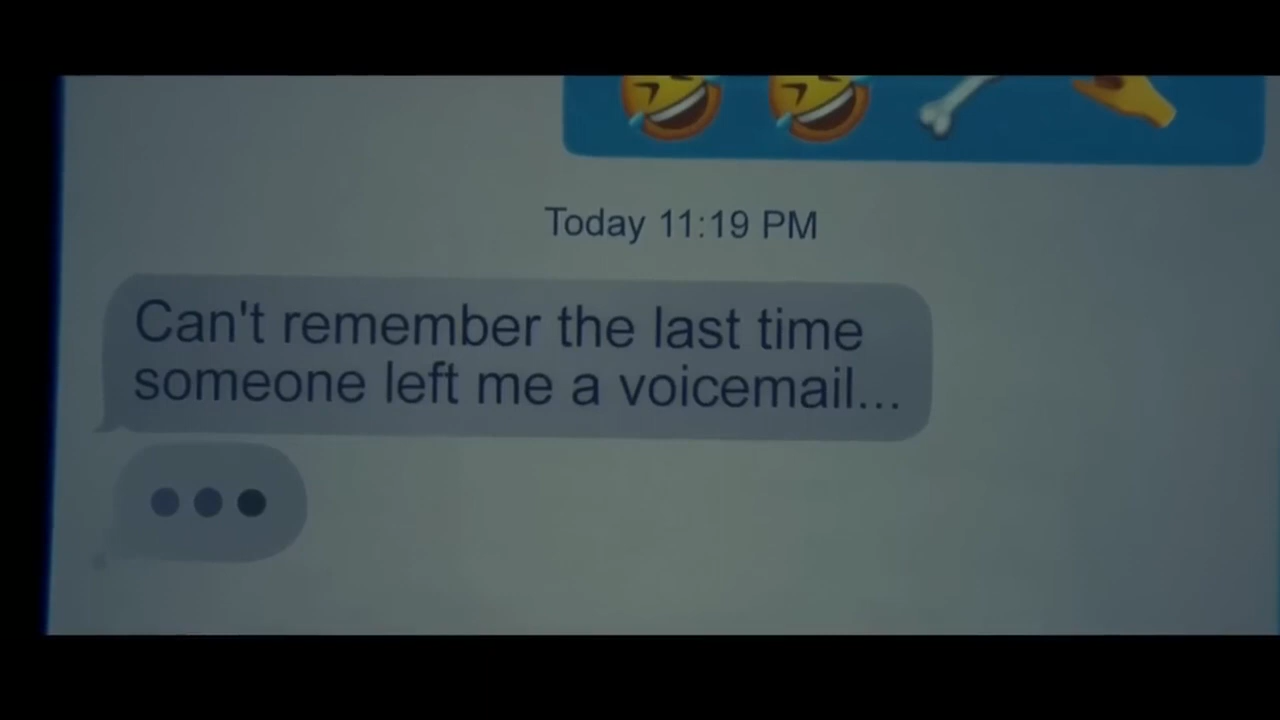 Today 11:19 PM
Can't remember the last time
someone left me a voicemail...